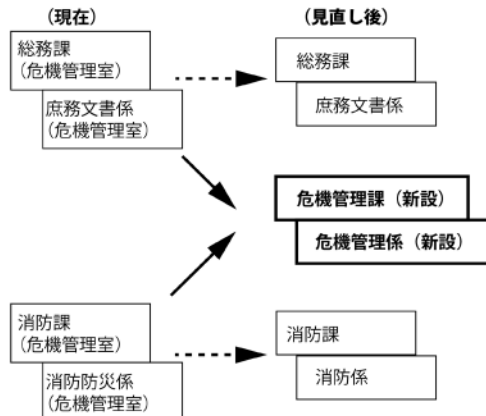 （現在）
（見直し後）
総務課
（危機管理室）
庶務文書係
（危機管理室）
総務課
庶務文書係
危機管理課（新設）
危機管理係（新設）
消防課
（危機管理室）
消防防災係
（危機管理室）
消防課
消防係